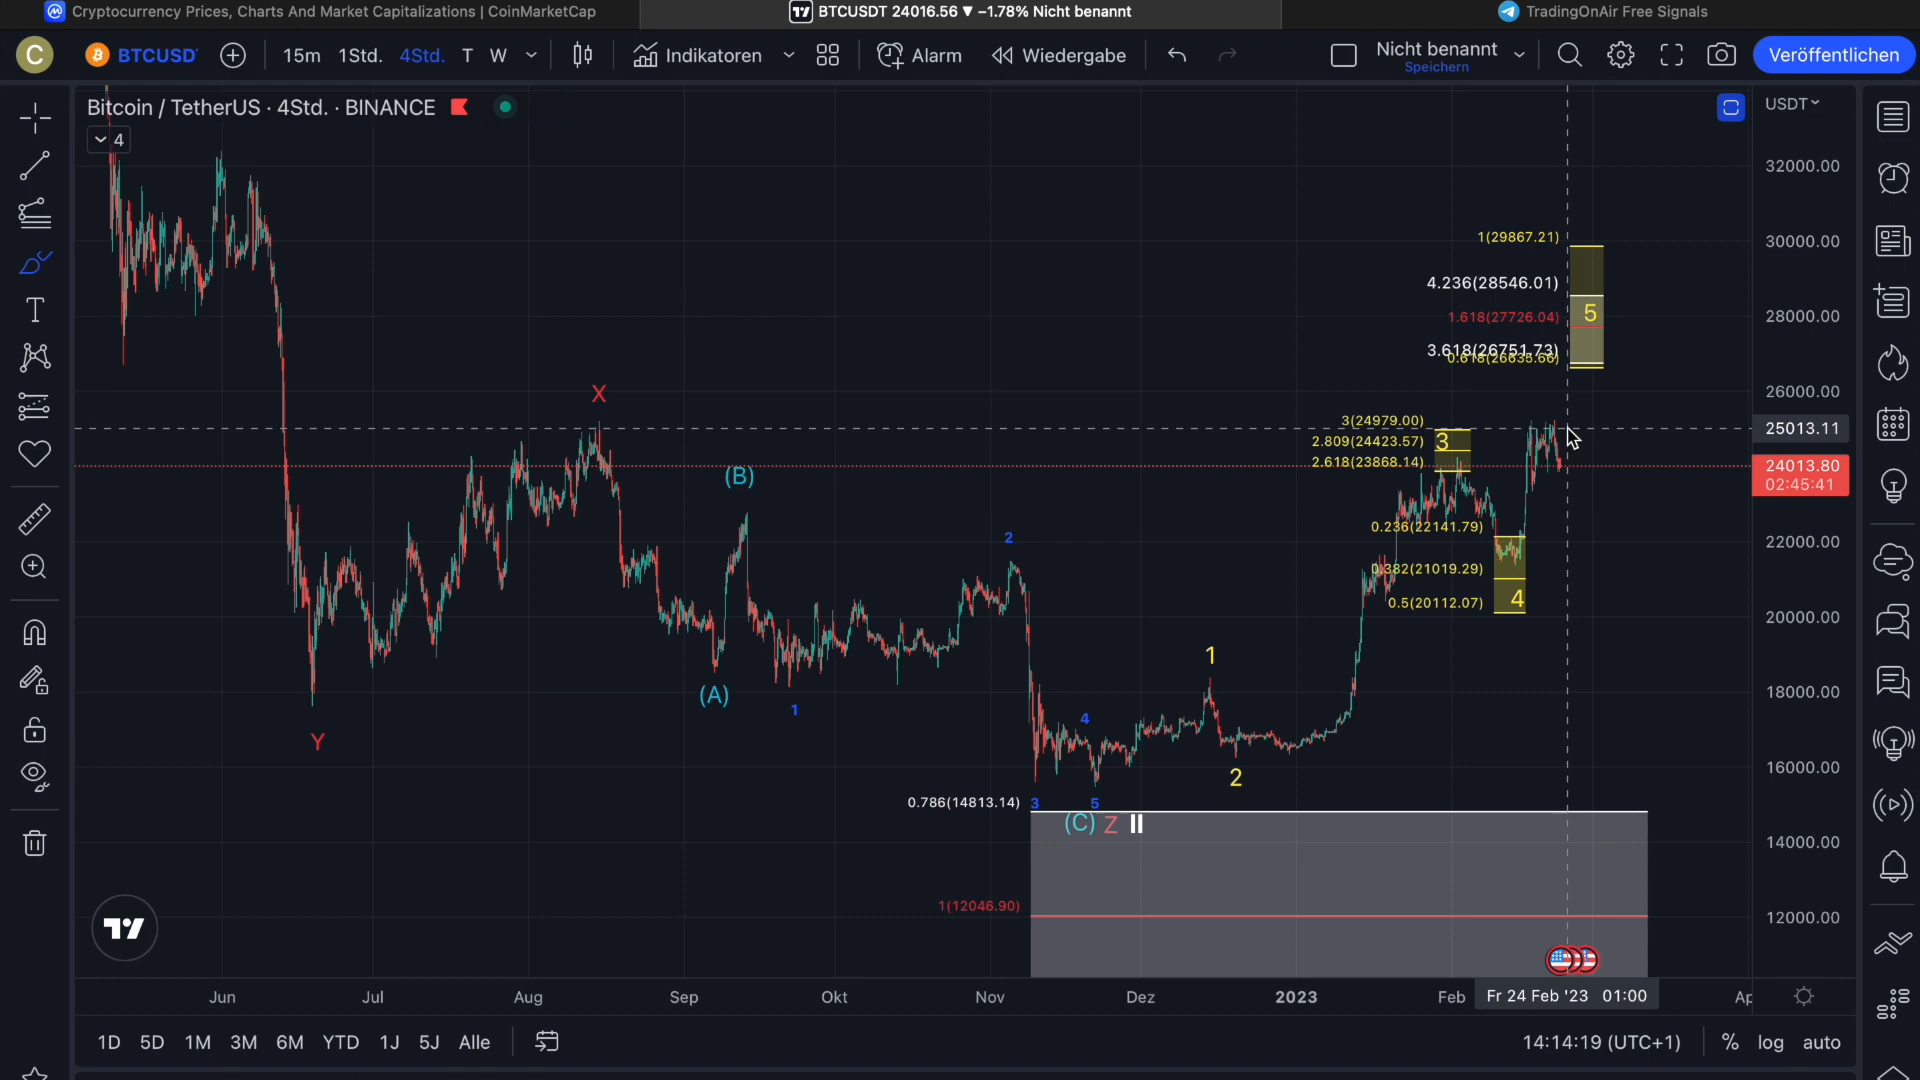 Cryptocurrency Prices, Charts And Market Capitalizations | CoinMarketCap
BTCUSDT 24016.56 ▼ −1.78% Nicht benannt
TradingOnAir Free Signals
C
BTCUSD
15m 1Std. 4Std. T W
Indikatoren
Alarm
Wiedergabe
Nicht benannt
Speichern
Veröffentlichen
Bitcoin / TetherUS · 4Std. · BINANCE
4
USDT
32000.00
30000.00
28000.00
26000.00
25013.11
24013.80
02:45:41
22000.00
20000.00
18000.00
16000.00
14000.00
12000.00
1(29867.21)
4.236(28546.01)
5
1.618(27726.04)
3.618(26751.73)
0.618(26635.66)
X
3(24979.00)
2.809(24423.57)
3
2.618(23868.14)
(B)
0.236(22141.79)
2
0.382(21019.29)
0.5(20112.07)
4
1
(A)
1
4
Y
2
0.786(14813.14)
3
5
(C) Z II
1(12046.90)
Jun Jul Aug Sep Okt Nov Dez 2023 Feb Fr 24 Feb '23 01:00 Ap
1D 5D 1M 3M 6M YTD 1J 5J Alle
14:14:19 (UTC+1) % log auto